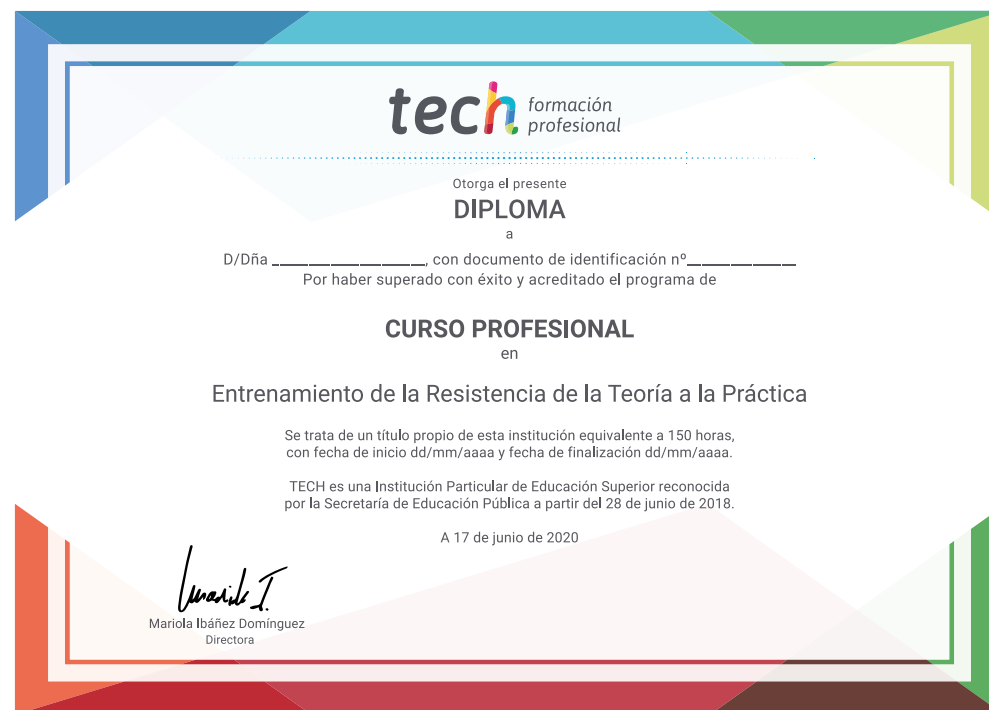 tech formación
profesional
Otorga el presente
DIPLOMA
a
D/Dña ____________________, con documento de identificación nº______________
Por haber superado con éxito y acreditado el programa de
CURSO PROFESIONAL
en
Entrenamiento de la Resistencia de la Teoría a la Práctica
Se trata de un título propio de esta institución equivalente a 150 horas,
con fecha de inicio dd/mm/aaaa y fecha de finalización dd/mm/aaaa.
TECH es una Institución Particular de Educación Superior reconocida
por la Secretaría de Educación Pública a partir del 28 de junio de 2018.
A 17 de junio de 2020
Mariola I.
Mariola Ibáñez Domínguez
Directora